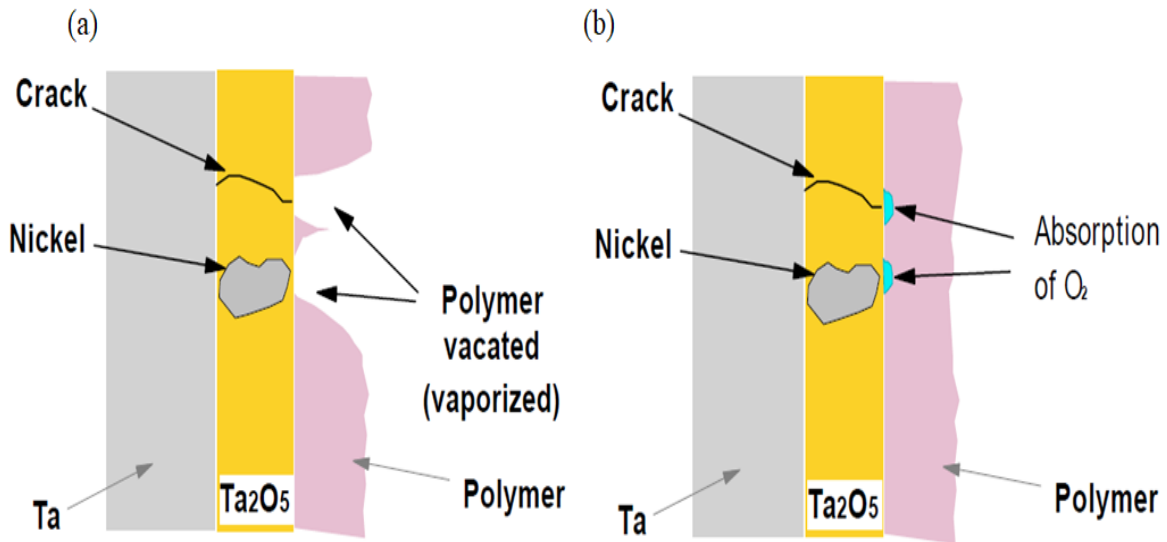 (a)
Crack
Nickel
Polymer
vacated
(vaporized)
Ta
Ta₂O₅
Polymer
(b)
Crack
Nickel
Absorption
of O₂
Ta
Ta₂O₅
Polymer